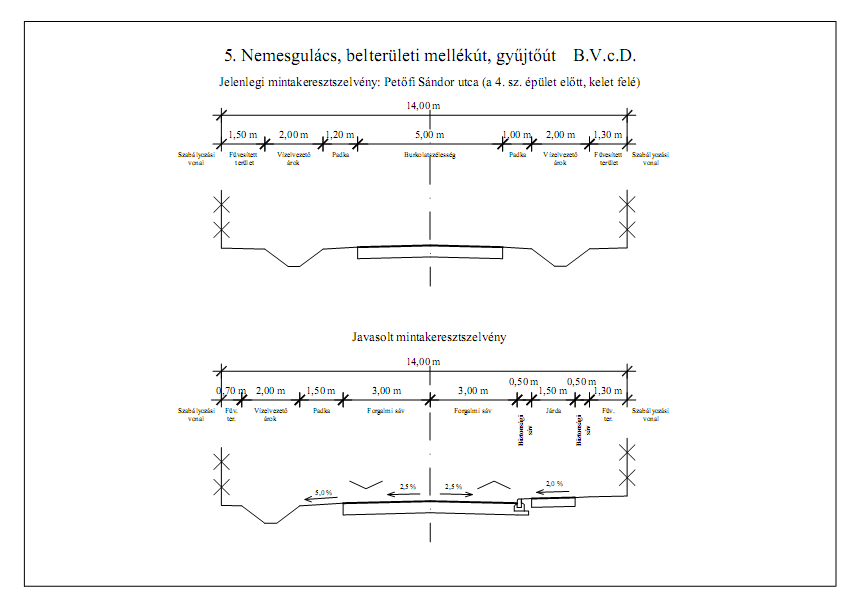 5. Nemesgulács, belterületi mellékút, gyűjtőút B.V.c.D.
Jelenlegi mintakeresztszelvény: Petőfi Sándor utca (a 4. sz. épület előtt, kelet felé)
14,00 m
1,50 m 2,00 m 1,20 m 5,00 m 1,00 m 2,00 m 1,30 m
Szabályozási Füvesített Vízelvezető Padka Burkolatszélesség Padka Vízelvezető Füvesített Szabályozási
vonal terület árok árok terület vonal
Javasolt mintakeresztszelvény
14,00 m
0,50 m 0,50 m
0,70 m 2,00 m 1,50 m 3,00 m 3,00 m 1,50 m 1,30 m
Szabályozási Füv. Vízelvezető Padka Forgalmi sáv Forgalmi sáv Járda Füv. Szabályozási
vonal ter. árok ter. vonal
Biztonsági
sáv
Biztonsági
sáv
5,0 % 2,5 % 2,5 % 2,0 %